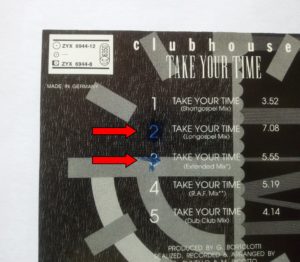 ZYX 6944-12
ZYX 6944-8
MADE IN GERMANY
clubhouse
TAKE YOUR TIME
1 TAKE YOUR TIME 3.52
(Shortgospel Mix)
2 TAKE YOUR TIME 7.08
(Longospel Mix)
3 TAKE YOUR TIME 5.55
(Extended Mix*)
4 TAKE YOUR TIME 5.19
(R.A.F. Mix**)
5 TAKE YOUR TIME 4.14
(Dub Club Mix)
PRODUCED BY G. BORTOLOTTI
REALIZED, RECORDED & ARRANGED BY